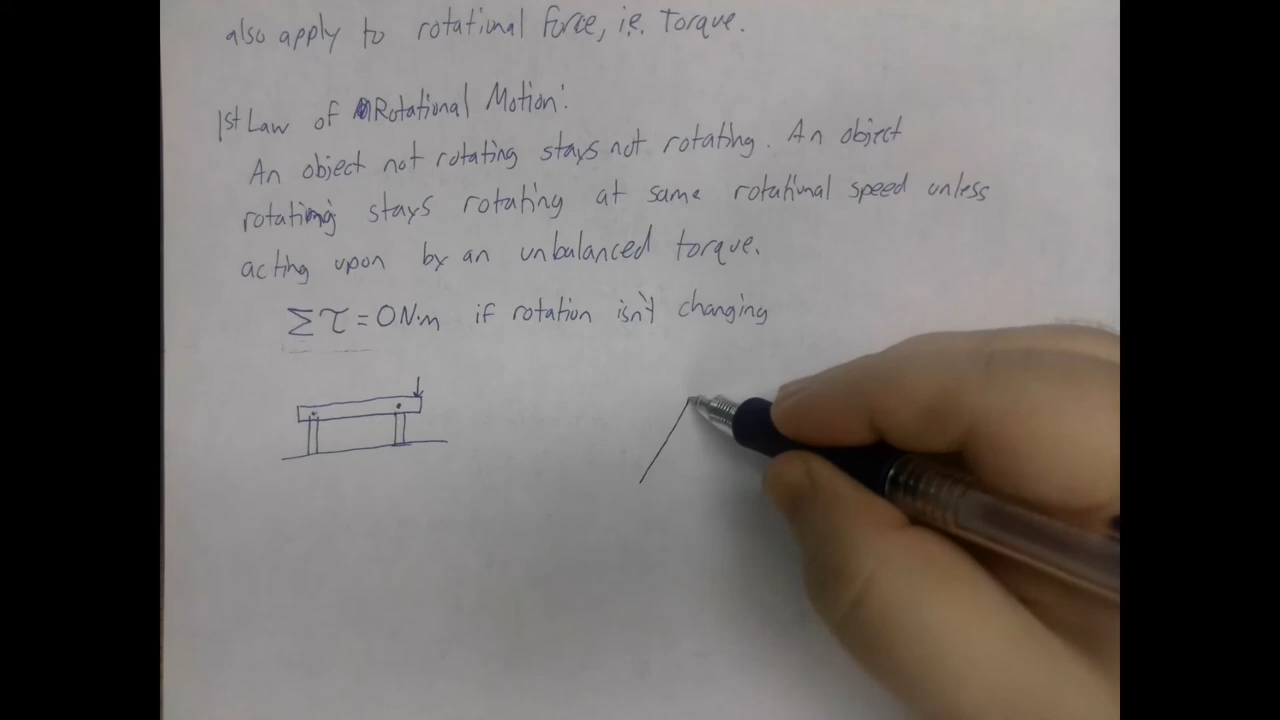 also apply to rotational force, i.e. Torque.
1st Law of Rotational Motion:
An object not rotating stays not rotating. An object
rotating stays rotating at same rotational speed unless
acting upon by an unbalanced torque.
Στ = 0 N·m if rotation isn't changing